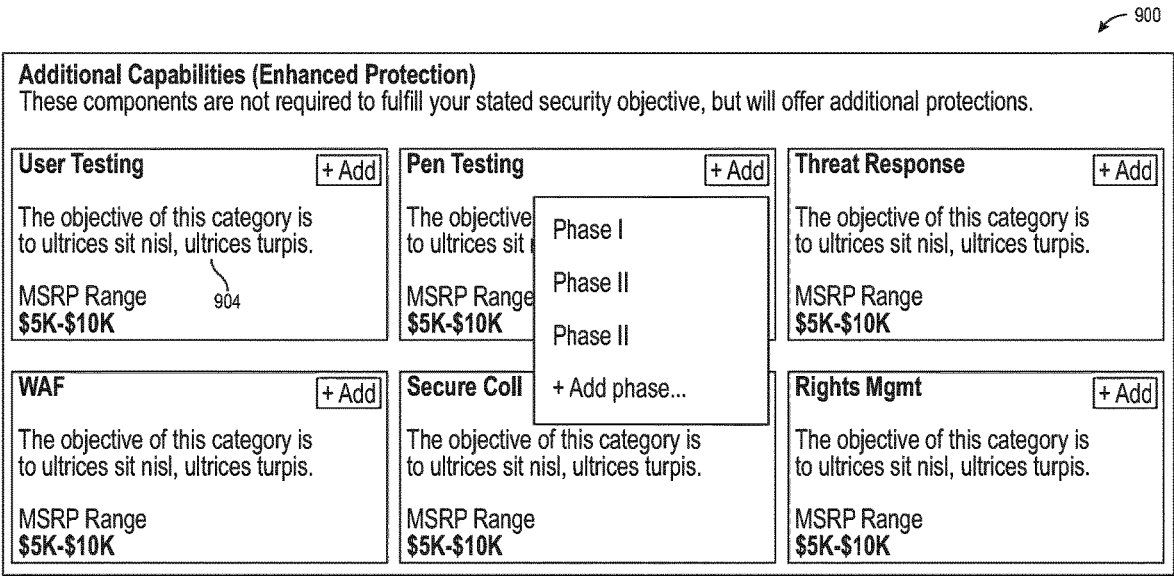 900
Additional Capabilities (Enhanced Protection)
These components are not required to fulfill your stated security objective, but will offer additional protections.
User Testing
+ Add
The objective of this category is
to ultrices sit nisl, ultrices turpis.
904
MSRP Range
$5K-$10K
Pen Testing
+ Add
The objective
to ultrices sit
MSRP Range
$5K-$10K
Phase I
Phase II
Phase II
+ Add phase...
Threat Response
+ Add
The objective of this category is
to ultrices sit nisl, ultrices turpis.
MSRP Range
$5K-$10K
WAF
+ Add
The objective of this category is
to ultrices sit nisl, ultrices turpis.
MSRP Range
$5K-$10K
Secure Coll
The objective of this category is
to ultrices sit nisl, ultrices turpis.
MSRP Range
$5K-$10K
Rights Mgmt
+ Add
The objective of this category is
to ultrices sit nisl, ultrices turpis.
MSRP Range
$5K-$10K